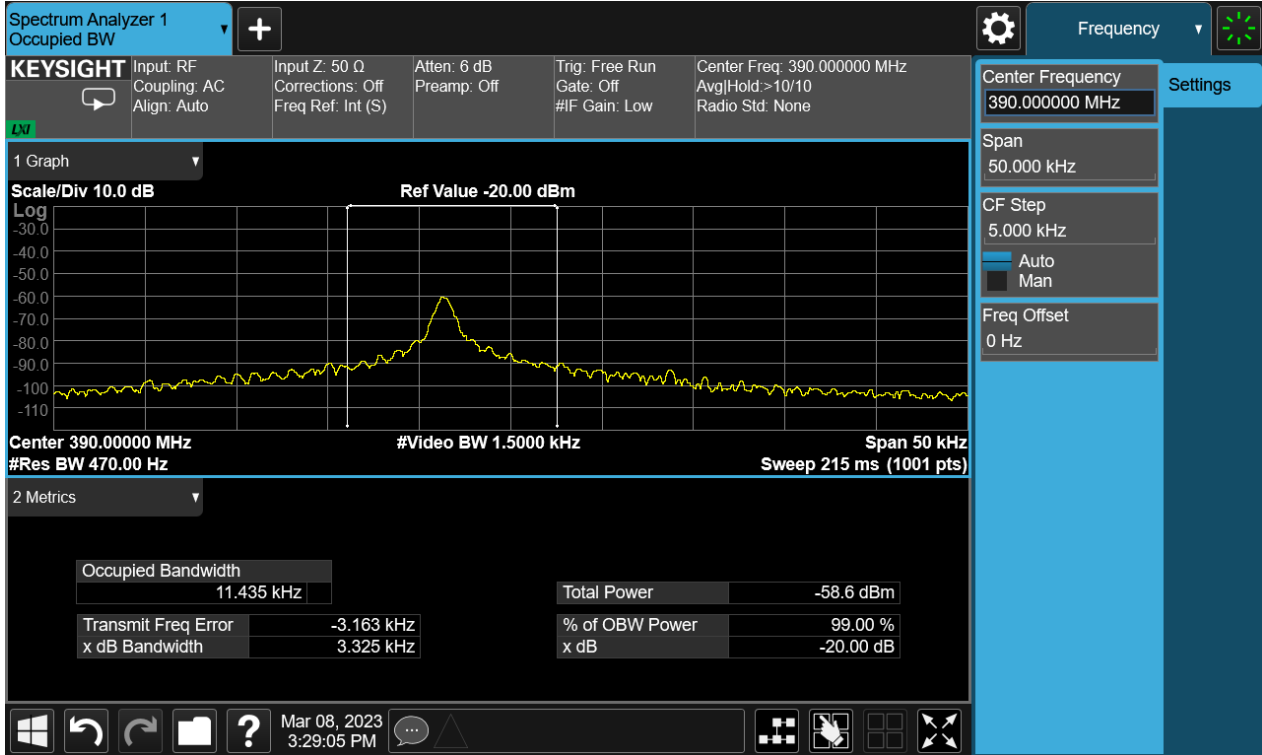 Spectrum Analyzer 1
Occupied BW
+
Frequency
KEYSIGHT
Input: RF
Coupling: AC
Align: Auto
Input Z: 50 Ω
Corrections: Off
Freq Ref: Int (S)
Atten: 6 dB
Preamp: Off
Trig: Free Run
Gate: Off
#IF Gain: Low
Center Freq: 390.000000 MHz
Avg|Hold:>10/10
Radio Std: None
LXI
Center Frequency
390.000000 MHz
Settings
Span
50.000 kHz
CF Step
5.000 kHz
Auto
Man
Freq Offset
0 Hz
1 Graph
Scale/Div 10.0 dB
Ref Value -20.00 dBm
Log
-30.0
-40.0
-50.0
-60.0
-70.0
-80.0
-90.0
-100
-110
Center 390.00000 MHz
#Video BW 1.5000 kHz
Span 50 kHz
#Res BW 470.00 Hz
Sweep 215 ms (1001 pts)
2 Metrics
Occupied Bandwidth
11.435 kHz
Total Power -58.6 dBm
Transmit Freq Error -3.163 kHz
% of OBW Power 99.00 %
x dB Bandwidth 3.325 kHz
x dB -20.00 dB
?
Mar 08, 2023
3:29:05 PM